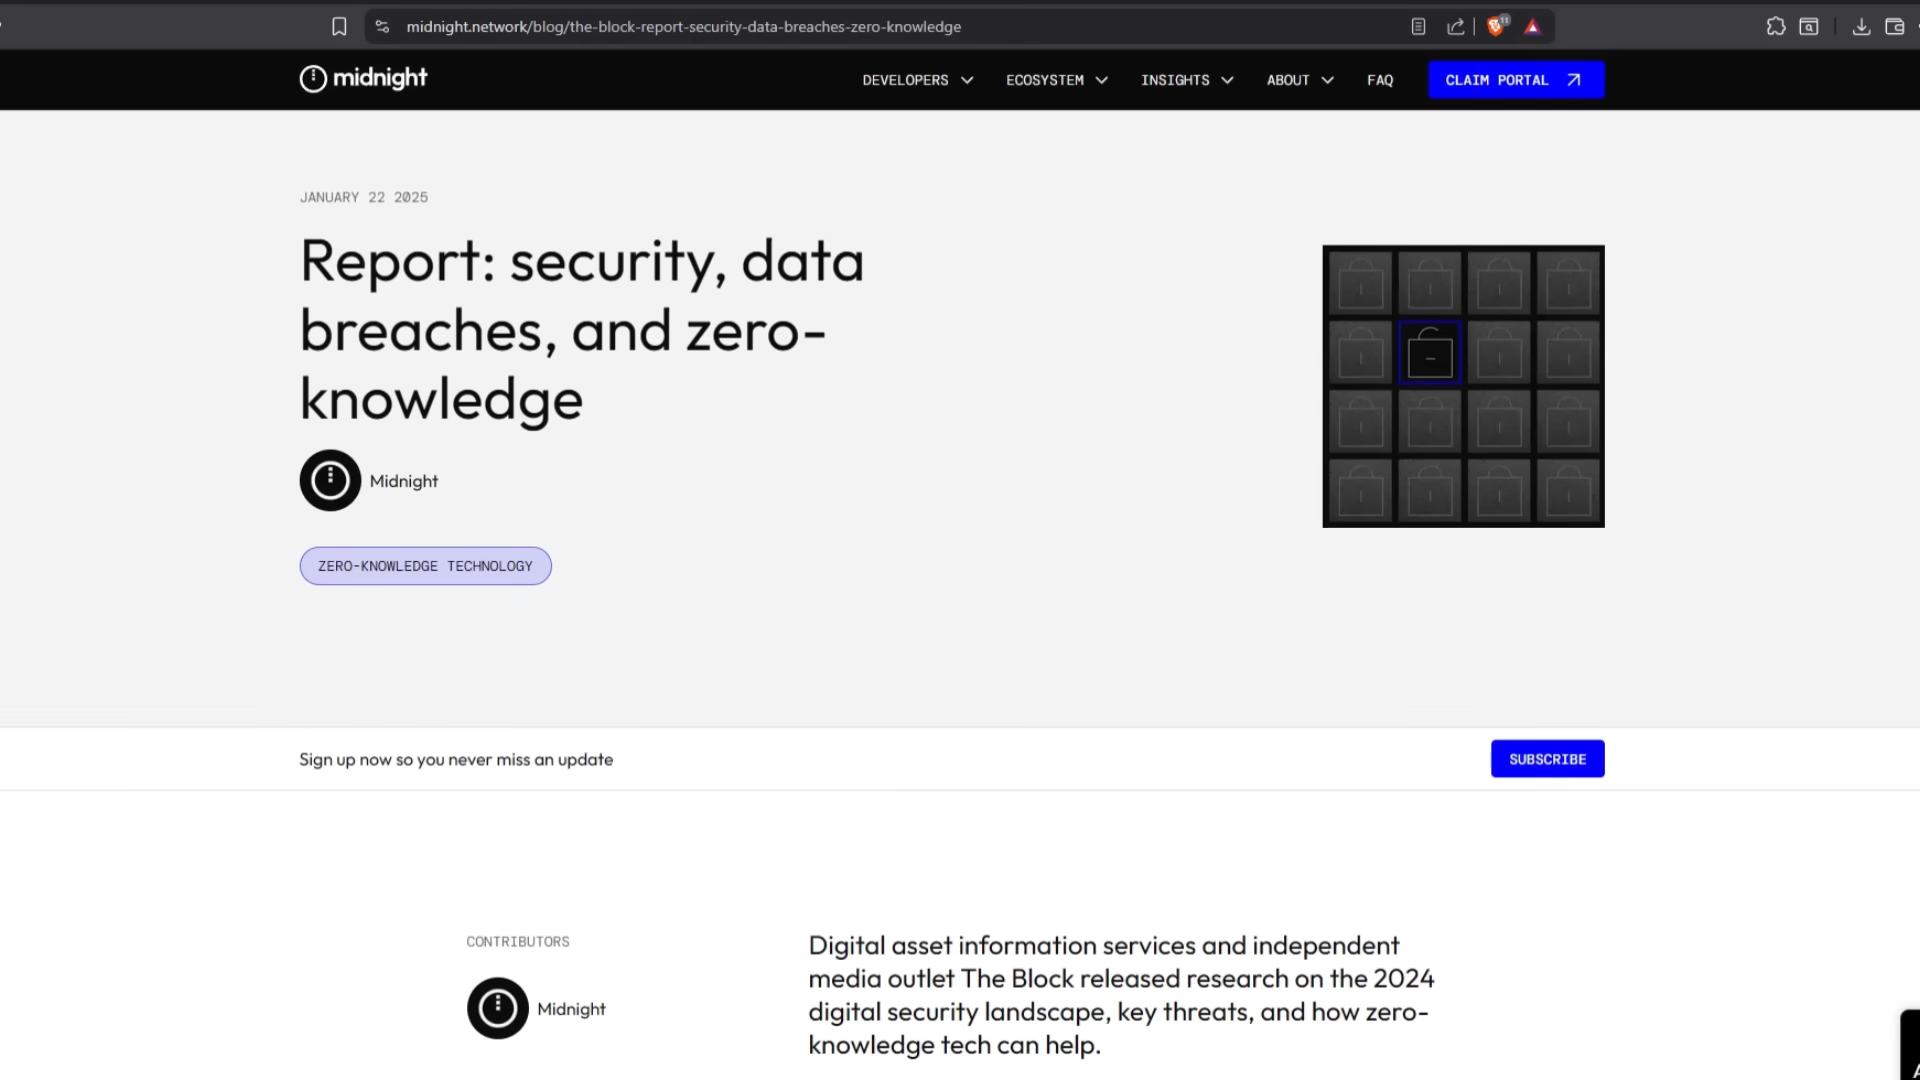 midnight.network/blog/the-block-report-security-data-breaches-zero-knowledge
11
midnight
DEVELOPERS
ECOSYSTEM
INSIGHTS
ABOUT
FAQ
CLAIM PORTAL
JANUARY 22 2025
Report: security, data
breaches, and zero-
knowledge
Midnight
ZERO-KNOWLEDGE TECHNOLOGY
Sign up now so you never miss an update
SUBSCRIBE
CONTRIBUTORS
Midnight
Digital asset information services and independent
media outlet The Block released research on the 2024
digital security landscape, key threats, and how zero-
knowledge tech can help.